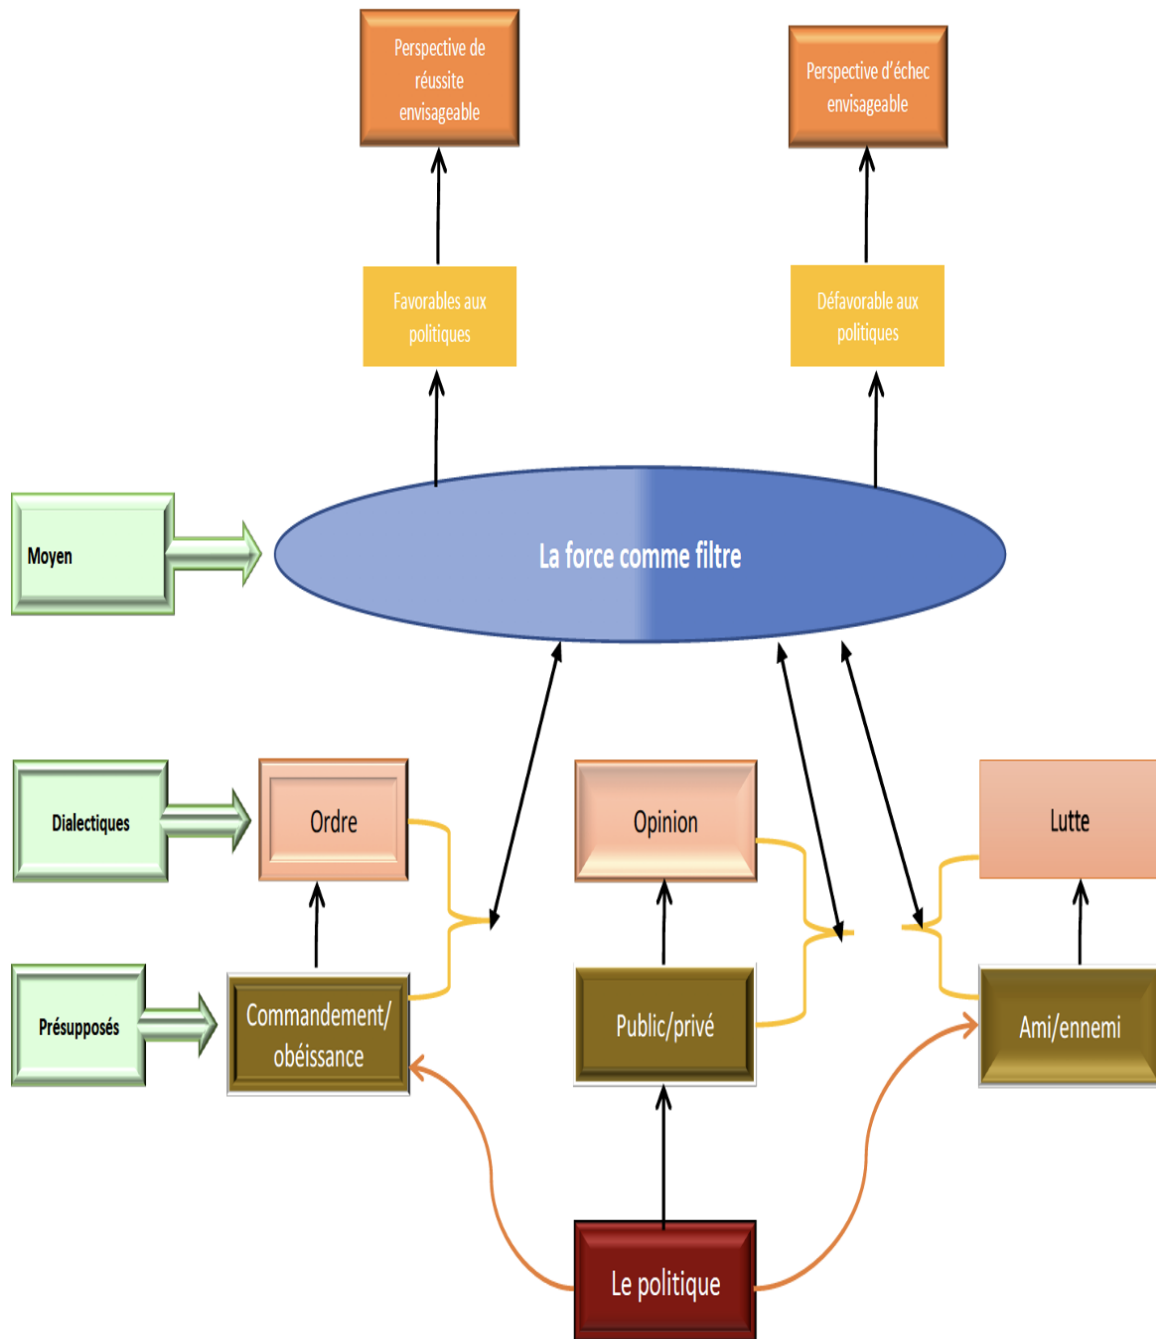 Perspective de
réussite
envisageable
Perspective d'échec
envisageable
Favorables aux
politiques
Défavorable aux
politiques
Moyen
La force comme filtre
Dialectiques
Ordre
Opinion
Lutte
Présupposés
Commandement/
obéissance
Public/privé
Ami/ennemi
Le politique